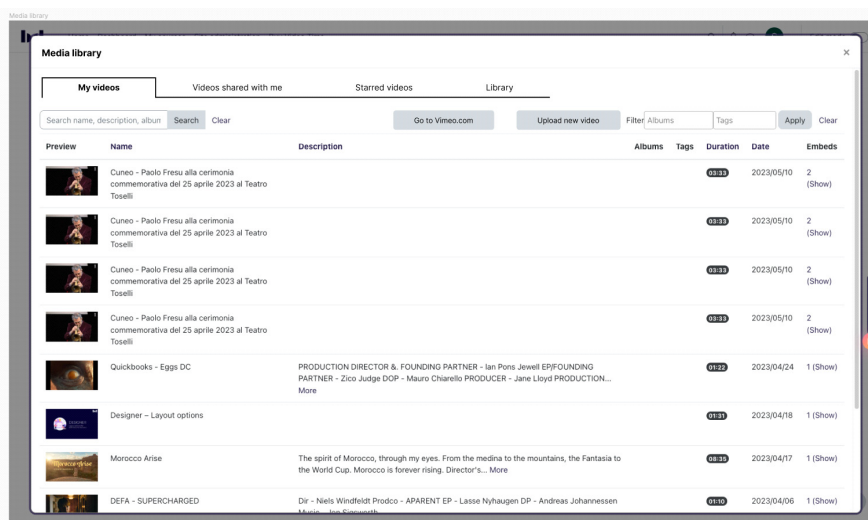 Media library
Media library
×
My videos
Videos shared with me
Starred videos
Library
Search name, description, album
Search
Clear
Go to Vimeo.com
Upload new video
Filter
Albums
Tags
Apply
Clear
Preview Name Description Albums Tags Duration Date Embeds
Cuneo - Paolo Fresu alla cerimonia 03:33 2023/05/10 2
commemorativa del 25 aprile 2023 al Teatro (Show)
Toselli
Cuneo - Paolo Fresu alla cerimonia 03:33 2023/05/10 2
commemorativa del 25 aprile 2023 al Teatro (Show)
Toselli
Cuneo - Paolo Fresu alla cerimonia 03:33 2023/05/10 2
commemorativa del 25 aprile 2023 al Teatro (Show)
Toselli
Cuneo - Paolo Fresu alla cerimonia 03:33 2023/05/10 2
commemorativa del 25 aprile 2023 al Teatro (Show)
Toselli
Quickbooks - Eggs DC PRODUCTION DIRECTOR &. FOUNDING PARTNER - Ian Pons Jewell EP/FOUNDING 01:22 2023/04/24 1 (Show)
PARTNER - Zico Judge DOP - Mauro Chiarello PRODUCER - Jane Lloyd PRODUCTION...
More
Designer – Layout options 01:31 2023/04/18 1 (Show)
Morocco Arise The spirit of Morocco, through my eyes. From the medina to the mountains, the Fantasia to 08:35 2023/04/17 1 (Show)
the World Cup. Morocco is forever rising. Director's... More
DEFA - SUPERCHARGED Dir - Niels Windfeldt Prodco - APARENT EP - Lasse Nyhaugen DP - Andreas Johannessen 01:10 2023/04/06 1 (Show)